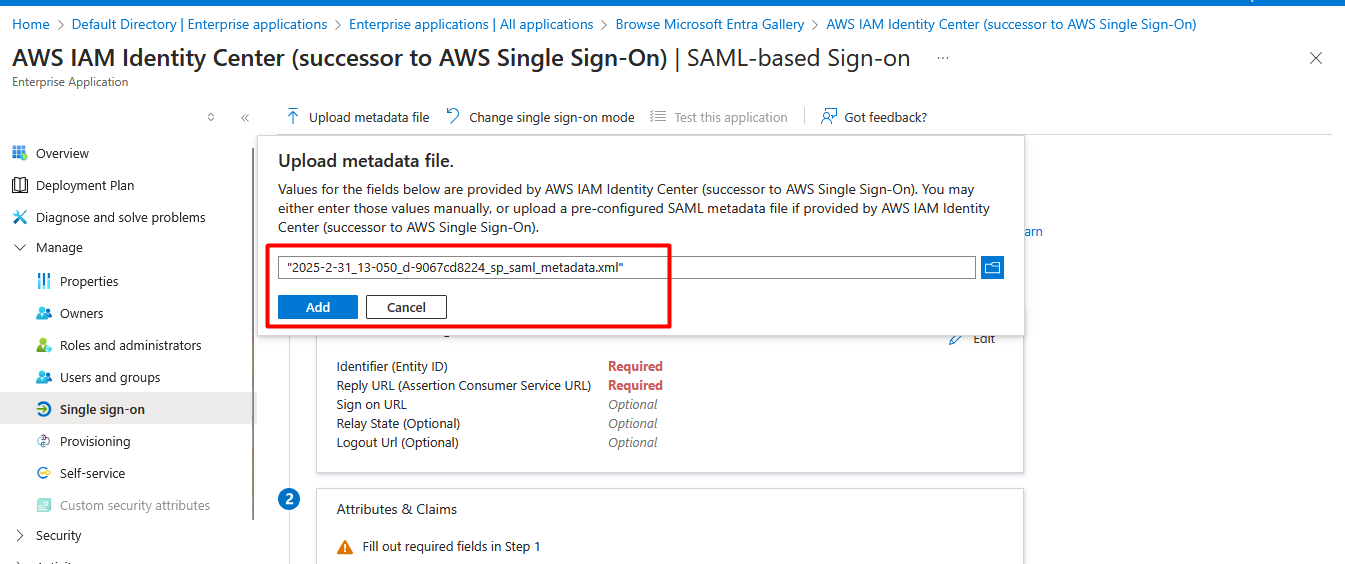 Home > Default Directory | Enterprise applications > Enterprise applications | All applications > Browse Microsoft Entra Gallery > AWS IAM Identity Center (successor to AWS Single Sign-On)
AWS IAM Identity Center (successor to AWS Single Sign-On) | SAML-based Sign-on ...
Enterprise Application
Upload metadata file
Change single sign-on mode
Test this application
Got feedback?
Overview
Deployment Plan
Diagnose and solve problems
Manage
Properties
Owners
Roles and administrators
Users and groups
Single sign-on
Provisioning
Self-service
Custom security attributes
Security
Upload metadata file.
Values for the fields below are provided by AWS IAM Identity Center (successor to AWS Single Sign-On). You may
either enter those values manually, or upload a pre-configured SAML metadata file if provided by AWS IAM Identity
Center (successor to AWS Single Sign-On).
arn
"2025-2-31_13-050_d-9067cd8224_sp_saml_metadata.xml"
Add
Cancel
Edit
Identifier (Entity ID) Required
Reply URL (Assertion Consumer Service URL) Required
Sign on URL Optional
Relay State (Optional) Optional
Logout Url (Optional) Optional
2
Attributes & Claims
Fill out required fields in Step 1